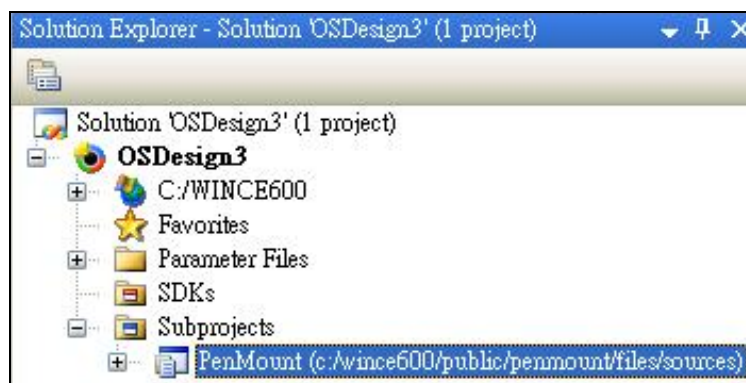 Solution Explorer - Solution 'OSDesign3' (1 project)
Solution 'OSDesign3' (1 project)
OSDesign3
C:/WINCE600
Favorites
Parameter Files
SDKs
Subprojects
PenMount (c:/wince600/public/penmount/files/sources)